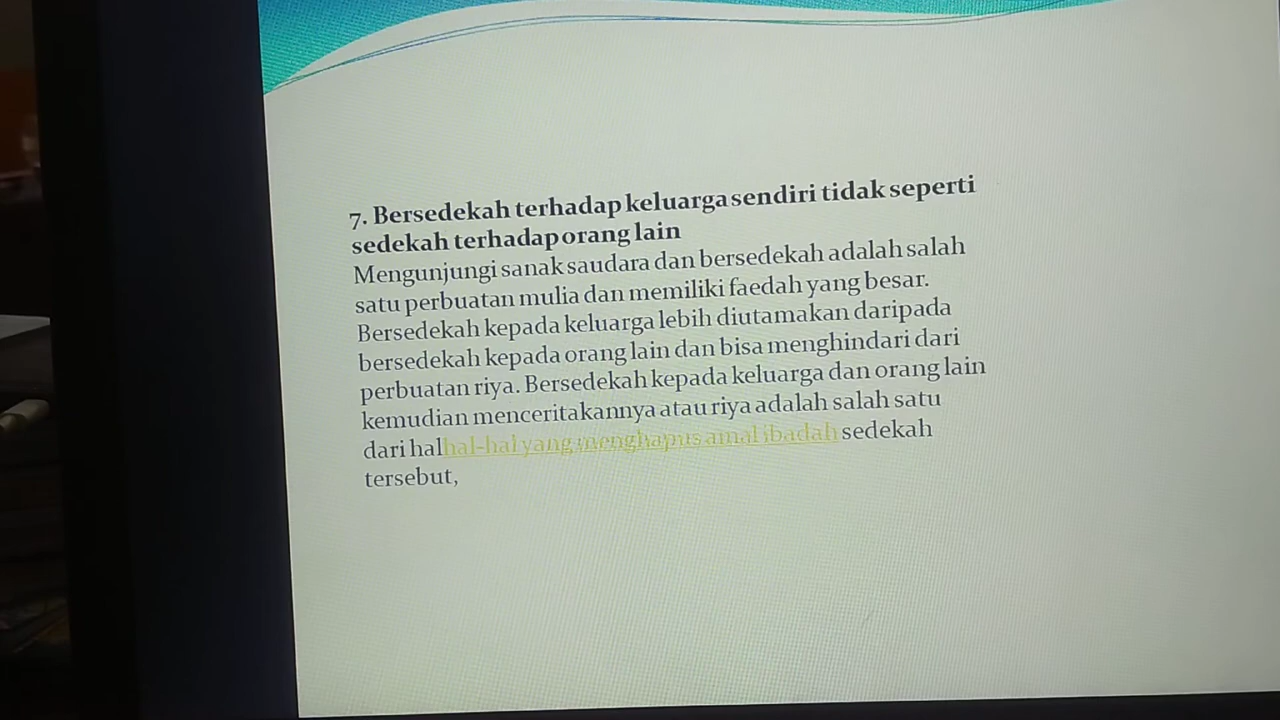 7. Bersedekah terhadap keluarga sendiri tidak seperti
sedekah terhadap orang lain
Mengunjungi sanak saudara dan bersedekah adalah salah
satu perbuatan mulia dan memiliki faedah yang besar.
Bersedekah kepada keluarga lebih diutamakan daripada
bersedekah kepada orang lain dan bisa menghindari dari
perbuatan riya. Bersedekah kepada keluarga dan orang lain
kemudian menceritakannya atau riya adalah salah satu
dari halhal-hal yang menghapus amal ibadah sedekah
tersebut,